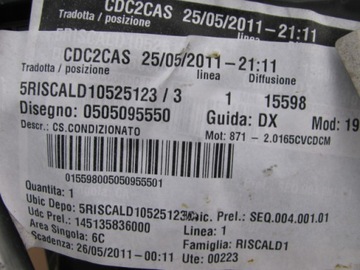 CDC2CAS 25/05/2011-21:11
Tradotta / posizione
linea
Diffusione
CDC2CAS 25/05/2011-21:11
Tradotta / posizione linea Diffusione
5RISCALD10525123 / 3 1 15598
Disegno: 0505095550 Guida: DX Mod: 19
Descr.: CS.CONDIZIONATO Mot: 871 - 2.0165CVCDCM
015598005050955501
Quantita: 1
Ubic Depo: 5RISCALD10525123 Ubic. Prel.: SEQ.004.001.01
Udc Prel.: 145135836000 Linea: 1
Area Singola: 6C Famiglia: RISCALD1
Scadenza: 26/05/2011-00:11 Ute: 00223